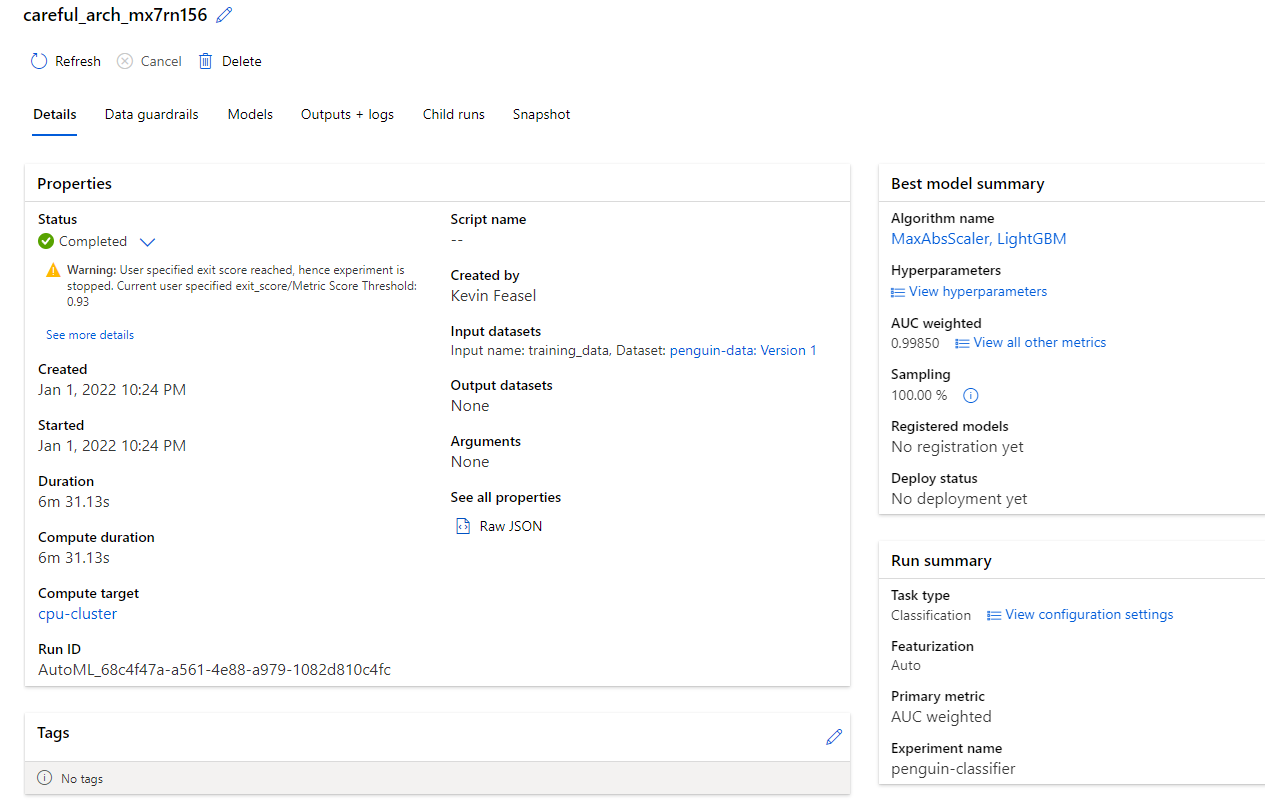 careful_arch_mx7rn156
Refresh Cancel Delete
Details Data guardrails Models Outputs + logs Child runs Snapshot
Properties
Status
Completed
Warning: User specified exit score reached, hence experiment is
stopped. Current user specified exit_score/Metric Score Threshold:
0.93
See more details
Created
Jan 1, 2022 10:24 PM
Started
Jan 1, 2022 10:24 PM
Duration
6m 31.13s
Compute duration
6m 31.13s
Compute target
cpu-cluster
Run ID
AutoML_68c4f47a-a561-4e88-a979-1082d810c4fc
Script name
--
Created by
Kevin Feasel
Input datasets
Input name: training_data, Dataset: penguin-data: Version 1
Output datasets
None
Arguments
None
See all properties
Raw JSON
Tags
No tags
Best model summary
Algorithm name
MaxAbsScaler, LightGBM
Hyperparameters
View hyperparameters
AUC weighted
0.99850 View all other metrics
Sampling
100.00 %
Registered models
No registration yet
Deploy status
No deployment yet
Run summary
Task type
Classification View configuration settings
Featurization
Auto
Primary metric
AUC weighted
Experiment name
penguin-classifier